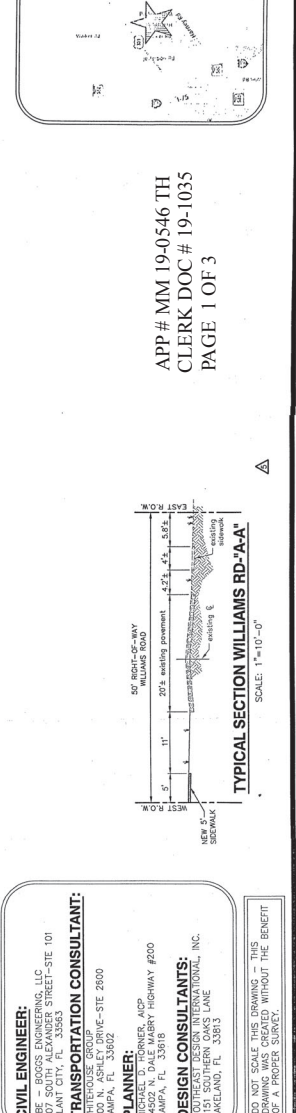 CIVIL ENGINEER:
BE – BOGGS ENGINEERING, LLC
07 SOUTH ALEXANDER STREET–STE 101
LANT CITY, FL 33563
TRANSPORTATION CONSULTANT:
HITEHOUSE GROUP
00 N. ASHLEY DRIVE–STE 2600
AMPA, FL 33602
PLANNER:
ICHAEL D. HORNER, AICP
4502 N. DALE MABRY HIGHWAY #200
AMPA, FL 33618
DESIGN CONSULTANTS:
OUTHEAST DESIGN INTERNATIONAL, INC.
151 SOUTHERN OAKS LANE
AKELAND, FL 33813
DO NOT SCALE THIS DRAWING – THIS
DRAWING WAS CREATED WITHOUT THE BENEFIT
OF A PROPER SURVEY.
50' RIGHT–OF–WAY
WILLIAMS ROAD
WEST R.O.W.
5'
11'
20'± existing pavement
4.2'±
4'±
5.8'±
EAST R.O.W.
NEW 5'
SIDEWALK
existing ℄
existing
sidewalk
TYPICAL SECTION WILLIAMS RD-"A-A"
SCALE: 1"=10'-0"
5
APP # MM 19-0546 TH
CLERK DOC # 19-1035
PAGE 1 OF 3